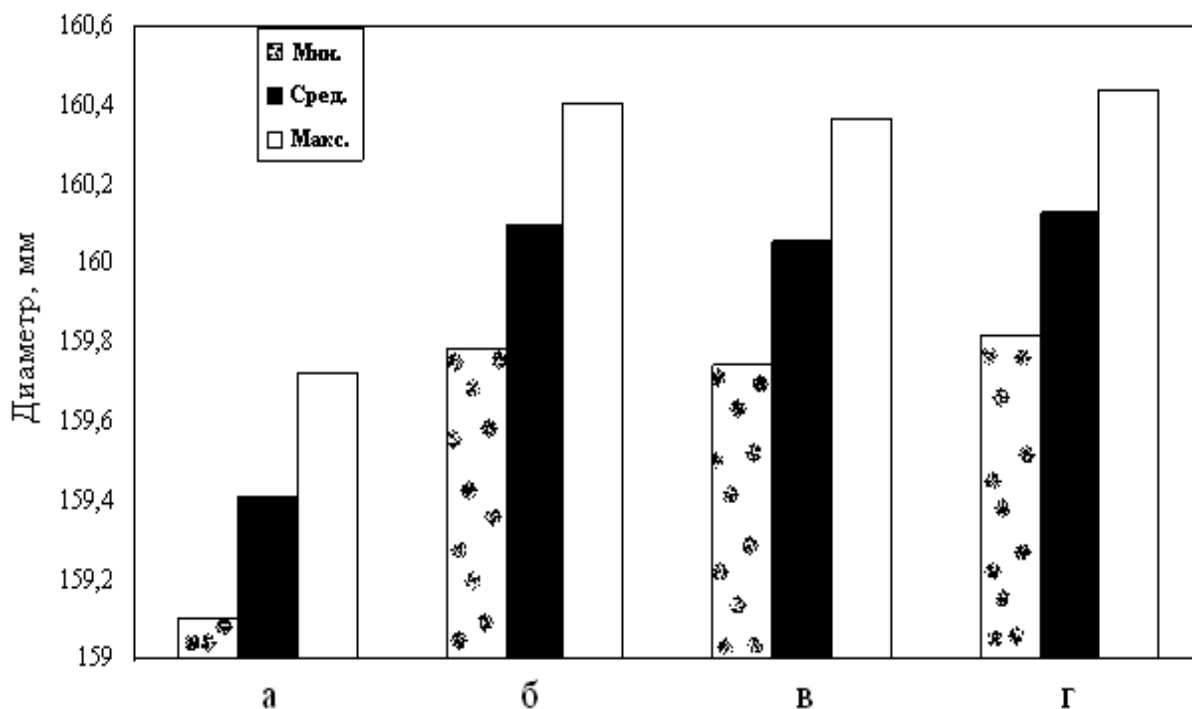 160,6
160,4
160,2
160
159,8
159,6
159,4
159,2
159
Диаметр, мм
Мин.
Сред.
Макс.
а б в г